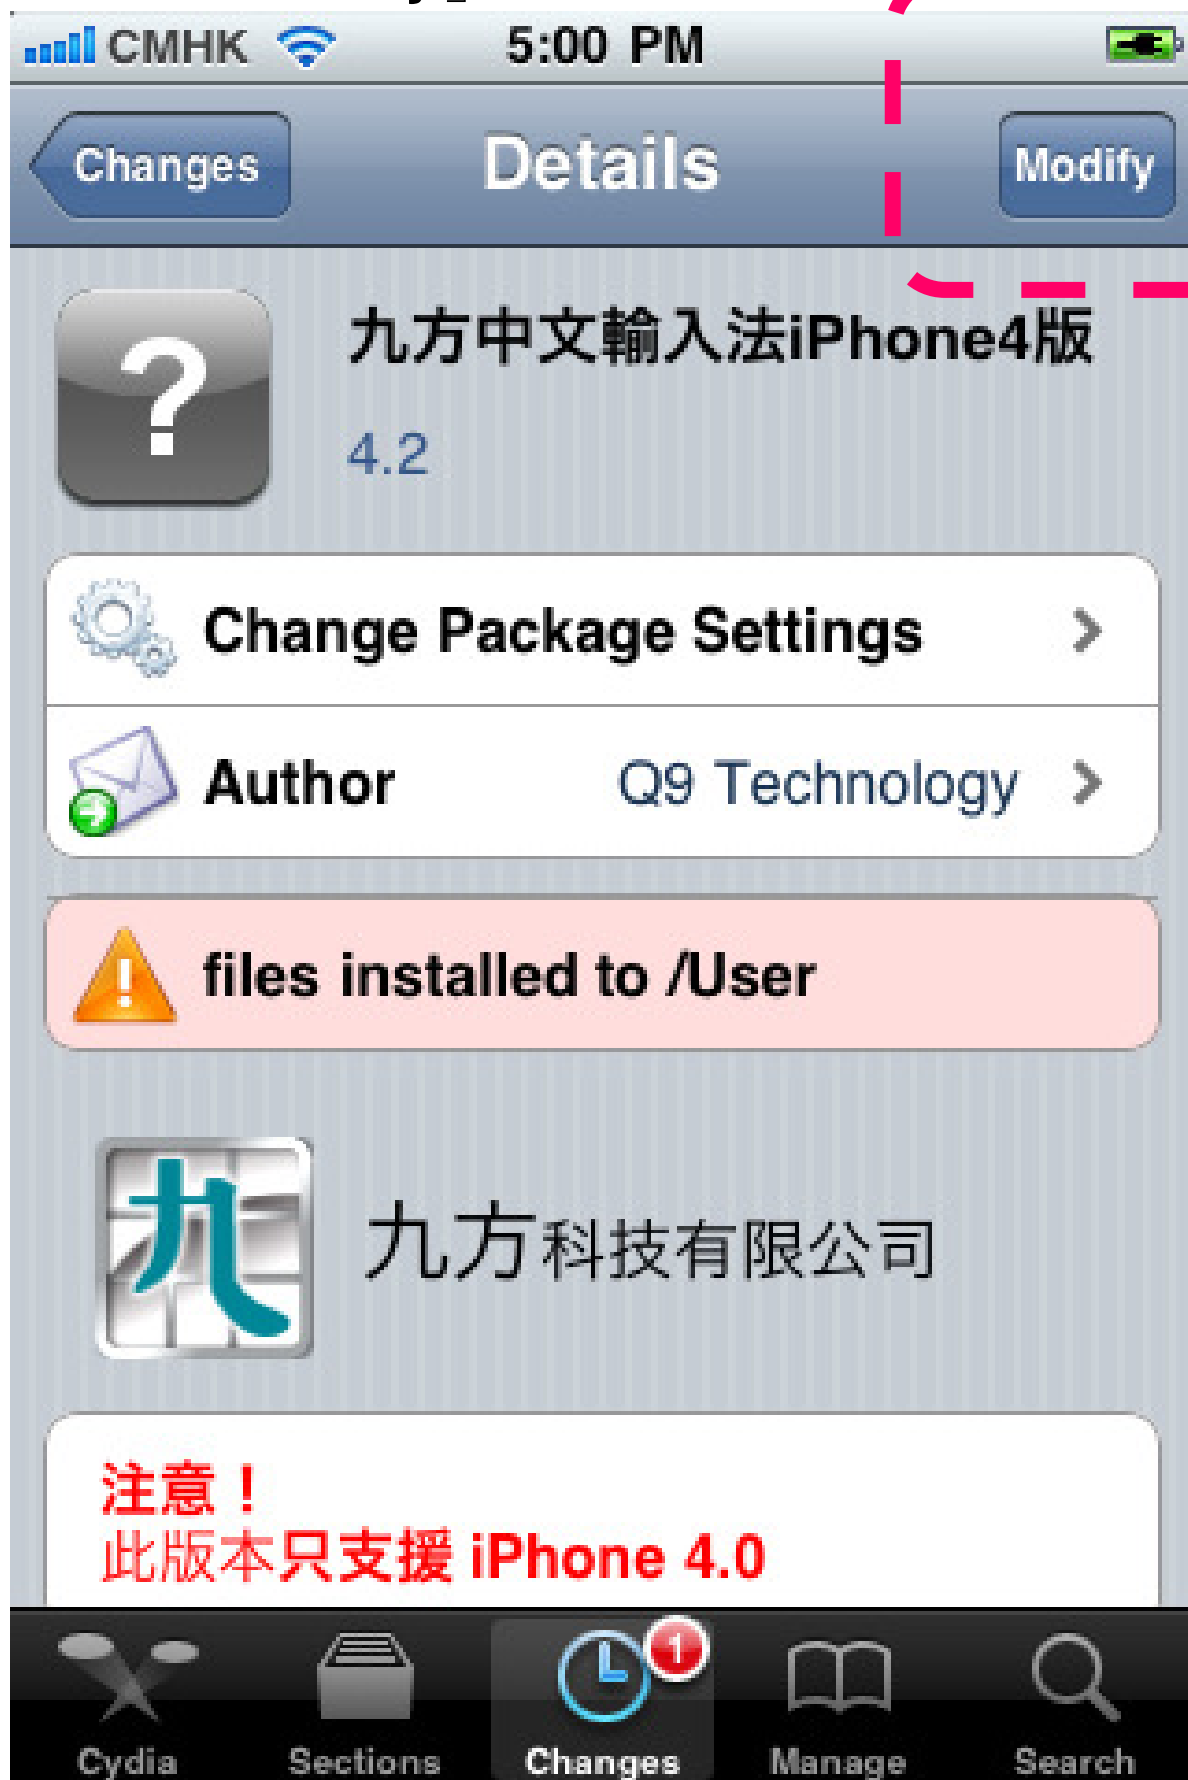 CMHK 5:00 PM
Changes Details Modify
?
九方中文輸入法iPhone4版
4.2
Change Package Settings
Author Q9 Technology
files installed to /User
九
九方科技有限公司
注意！
此版本只支援 iPhone 4.0
1
Cydia Sections Changes Manage Search